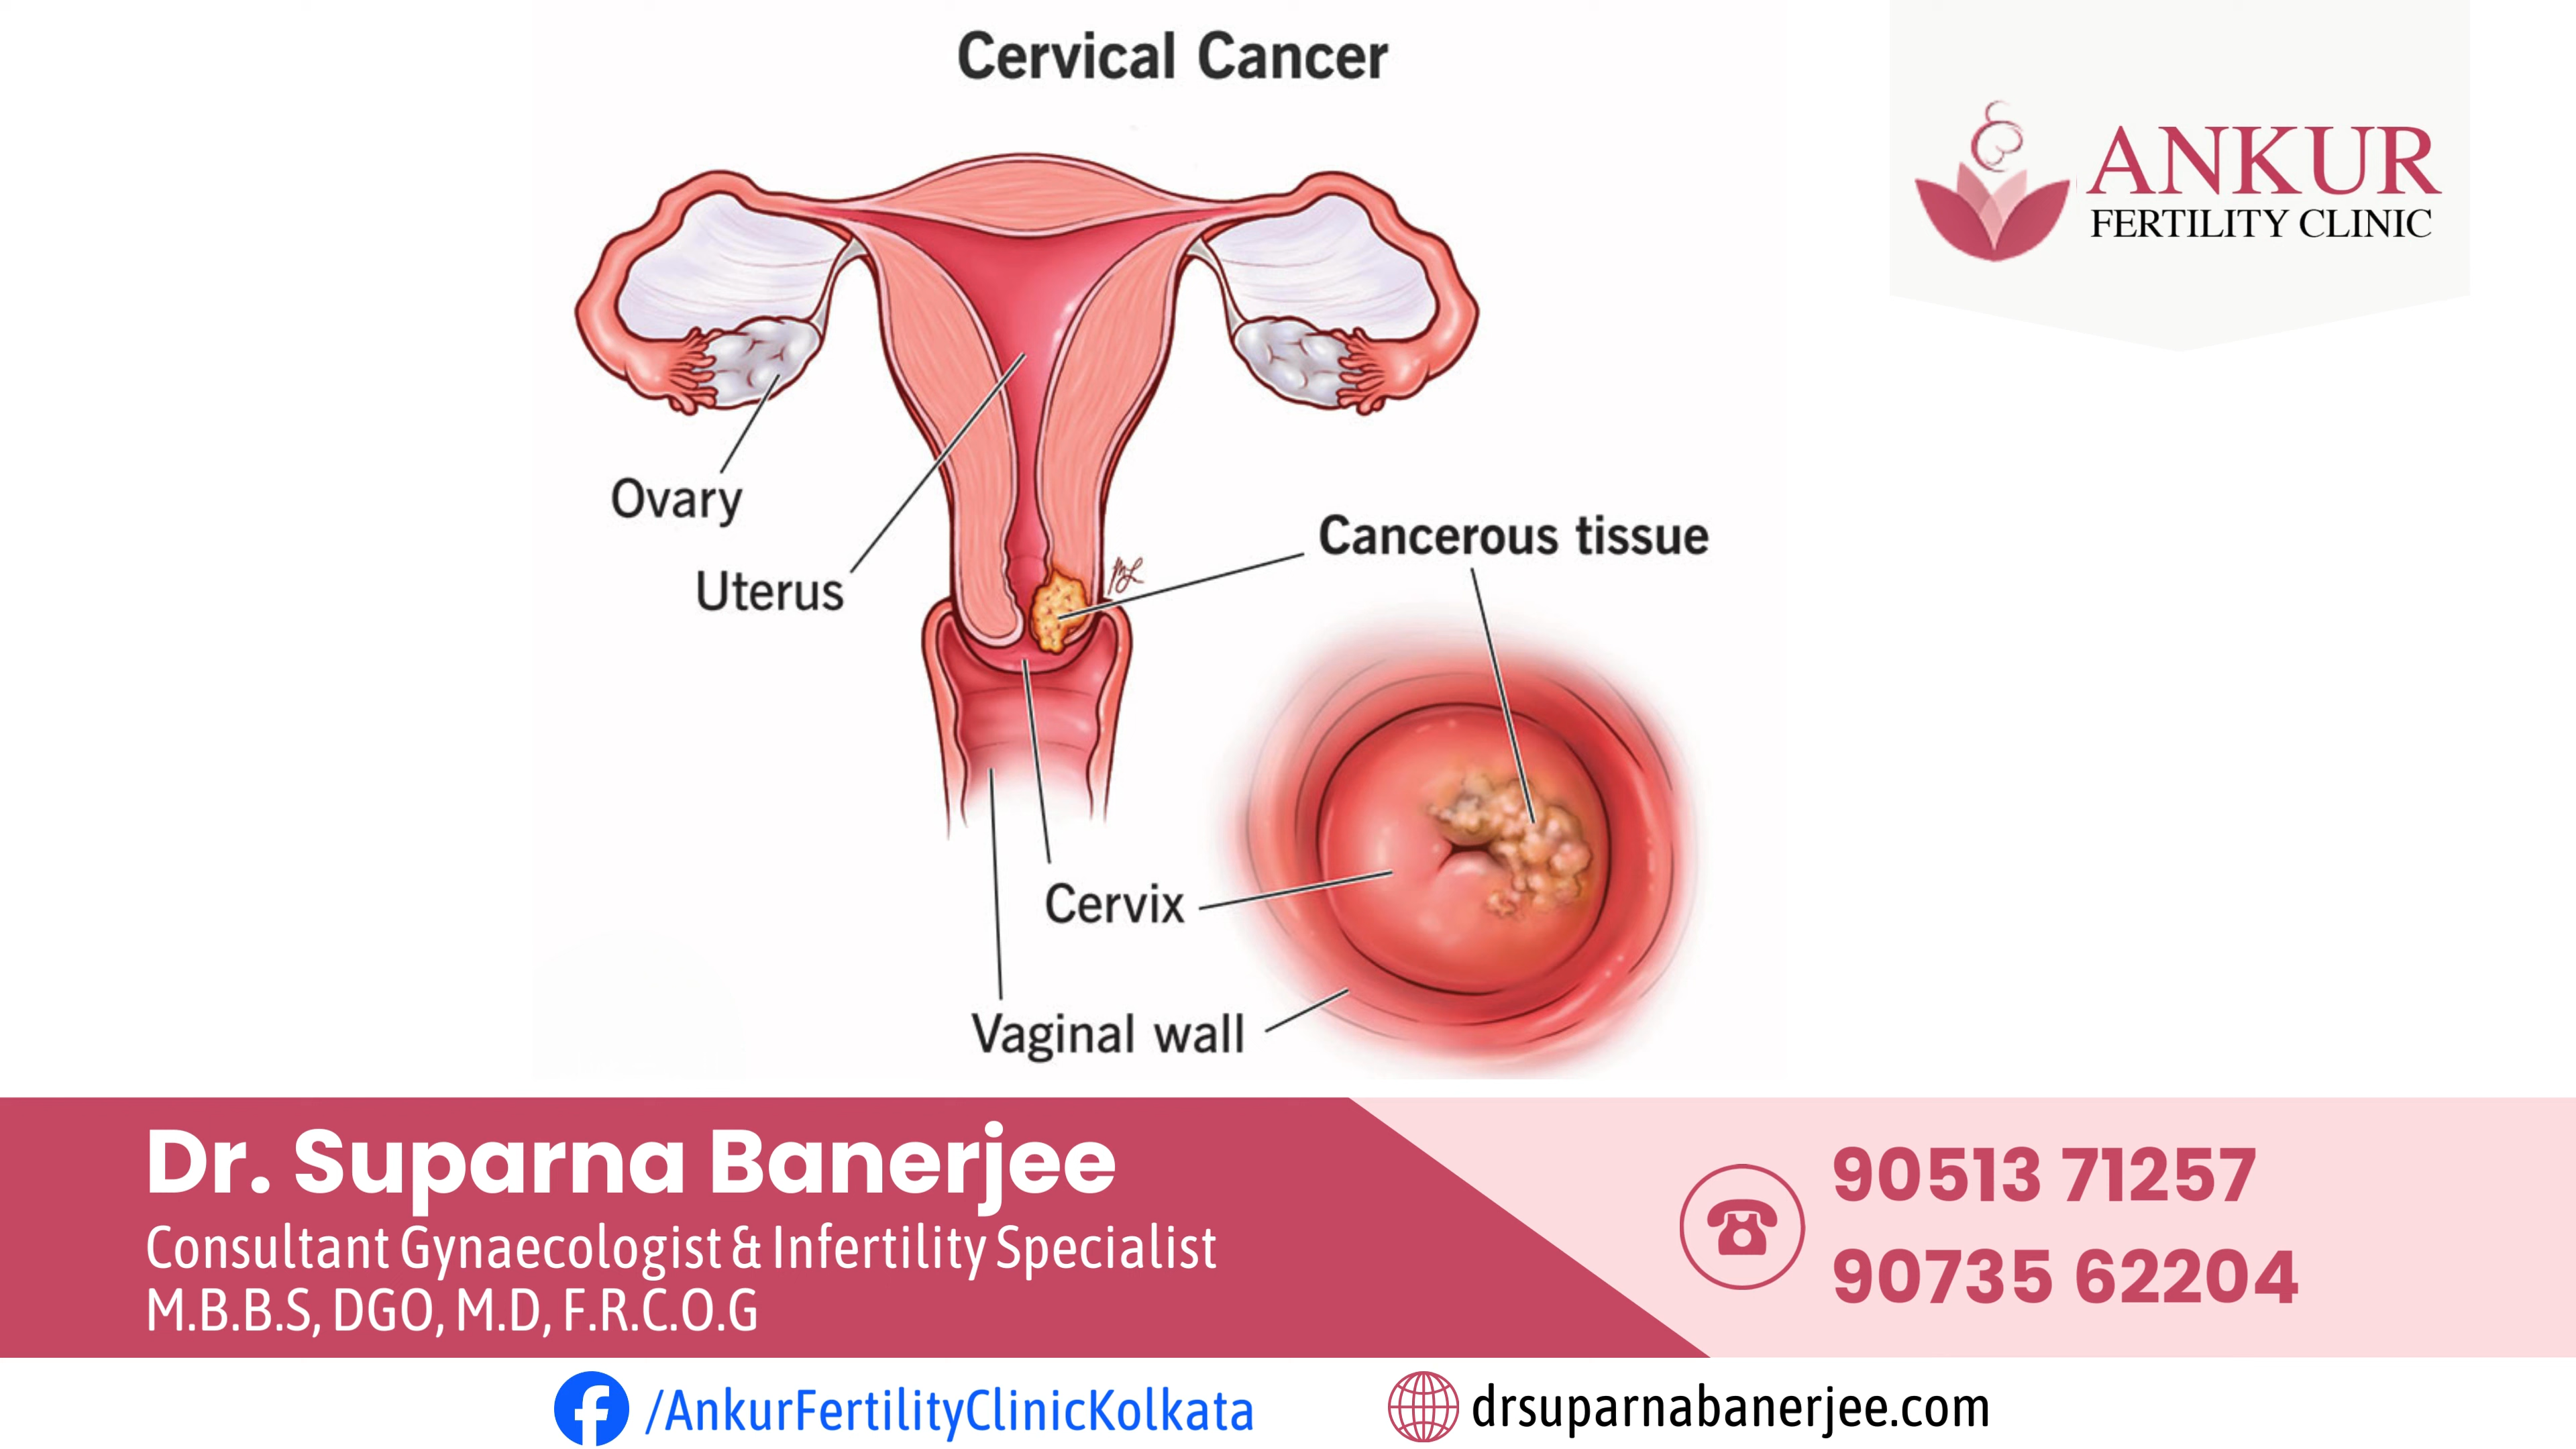 Cervical Cancer
ANKUR
FERTILITY CLINIC
Ovary
Uterus
Cancerous tissue
Cervix
Vaginal wall
Dr. Suparna Banerjee
Consultant Gynaecologist & Infertility Specialist
M.B.B.S, DGO, M.D, F.R.C.O.G
90513 71257
90735 62204
/AnkurFertilityClinicKolkata
drsuparnabanerjee.com